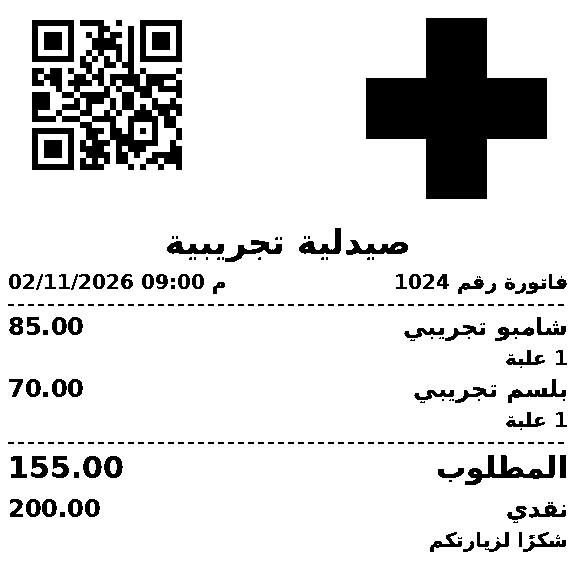 صيدلية تجريبية
فاتورة رقم 1024 02/11/2026 09:00 م
شامبو تجريبي 85.00
1 علبة
بلسم تجريبي 70.00
1 علبة
المطلوب 155.00
نقدي 200.00
شكرًا لزيارتكم